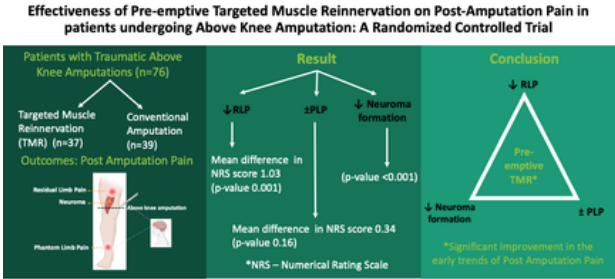 Effectiveness of Pre-emptive Targeted Muscle Reinnervation on Post-Amputation Pain in
patients undergoing Above Knee Amputation: A Randomized Controlled Trial
Patients with Traumatic Above
Knee Amputations (n=76)
Targeted Muscle
Reinnervation
(TMR) (n=37)
Conventional
Amputation
(n=39)
Outcomes: Post Amputation Pain
Residual Limb Pain
Neuroma
Above knee amputation
Phantom Limb Pain
Result
↓RLP
±PLP
↓ Neuroma
formation
Mean difference in
NRS score 1.03
(p-value 0.001)
(p-value <0.001)
Mean difference in NRS score 0.34
(p-value 0.16)
*NRS – Numerical Rating Scale
Conclusion
↓ RLP
Pre-
emptive
TMR*
↓ Neuroma
formation
± PLP
*Significant improvement in the
early trends of Post Amputation Pain